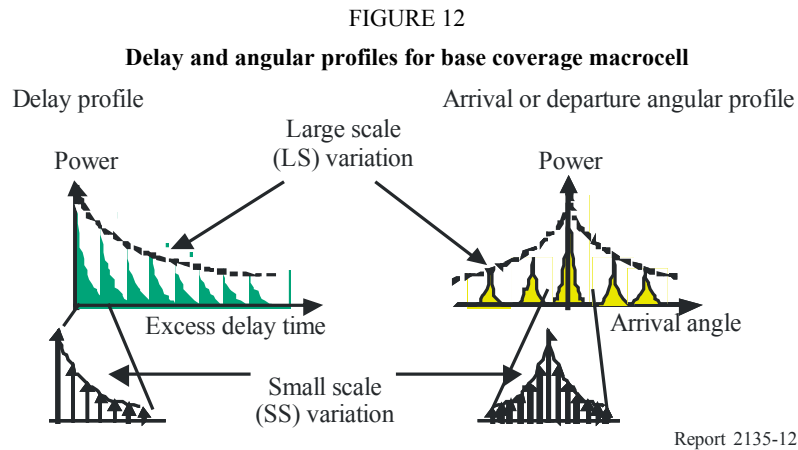 FIGURE 12
Delay and angular profiles for base coverage macrocell
Delay profile
Arrival or departure angular profile
Large scale
(LS) variation
Power
Power
Excess delay time
Arrival angle
Small scale
(SS) variation
Report 2135-12